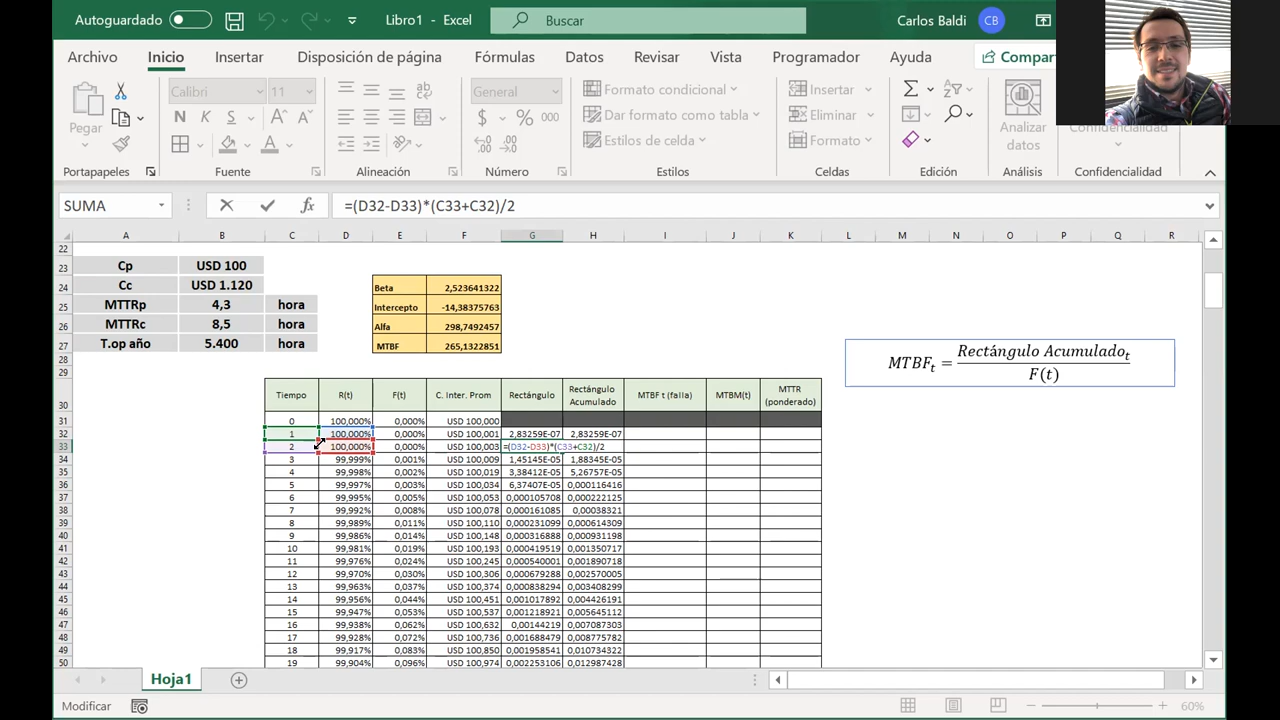 Autoguardado Libro1 - Excel Buscar Carlos Baldi CB
Archivo Inicio Insertar Disposición de página Fórmulas Datos Revisar Vista Programador Ayuda
Pegar Calibri 11 General Formato condicional Insertar
N K S $ % 000 Dar formato como tabla Eliminar Analizar datos
Estilos de celda Formato Confidencialidad
Portapapeles Fuente Alineación Número Estilos Celdas Edición Análisis Confidencialidad
SUMA fx =(D32-D33)*(C33+C32)/2
A B C D E F G H I J K L M N O P Q R
22
23 Cp USD 100
24 Cc USD 1.120 Beta 2,523641322
25 MTTRp 4,3 hora Intercepto -14,38375763
26 MTTRc 8,5 hora Alfa 298,7492457
27 T.op año 5.400 hora MTBF 265,1322851
28
29
MTBFt = Rectángulo Acumuladot
F(t)
30 Tiempo R(t) F(t) C. Inter. Prom Rectángulo Rectángulo Acumulado MTBF t (falla) MTBM(t) MTTR (ponderado)
31 0 100,000% 0,000% USD 100,000
32 1 100,000% 0,000% USD 100,001 2,83259E-07 2,83259E-07
33 2 100,000% 0,000% USD 100,003 =(D32-D33)*(C33+C32)/2
34 3 99,999% 0,001% USD 100,009 1,45145E-05 1,88345E-05
35 4 99,998% 0,002% USD 100,019 3,38412E-05 5,26757E-05
36 5 99,997% 0,003% USD 100,034 6,37407E-05 0,000116416
37 6 99,995% 0,005% USD 100,053 0,000105708 0,000222125
38 7 99,992% 0,008% USD 100,078 0,000161085 0,00038321
39 8 99,989% 0,011% USD 100,110 0,000231099 0,000614309
40 9 99,986% 0,014% USD 100,148 0,000316888 0,000931198
41 10 99,981% 0,019% USD 100,193 0,000419519 0,001350717
42 11 99,976% 0,024% USD 100,245 0,000540001 0,001890718
43 12 99,970% 0,030% USD 100,306 0,000679288 0,002570005
44 13 99,963% 0,037% USD 100,374 0,000838294 0,003408299
45 14 99,956% 0,044% USD 100,451 0,001017892 0,004426191
46 15 99,947% 0,053% USD 100,537 0,001218921 0,005645112
47 16 99,938% 0,062% USD 100,632 0,00144219 0,007087303
48 17 99,928% 0,072% USD 100,736 0,001688479 0,008775782
49 18 99,917% 0,083% USD 100,850 0,001958541 0,010734322
50 19 99,904% 0,096% USD 100,974 0,002253106 0,012987428
Hoja1
Modificar 60%